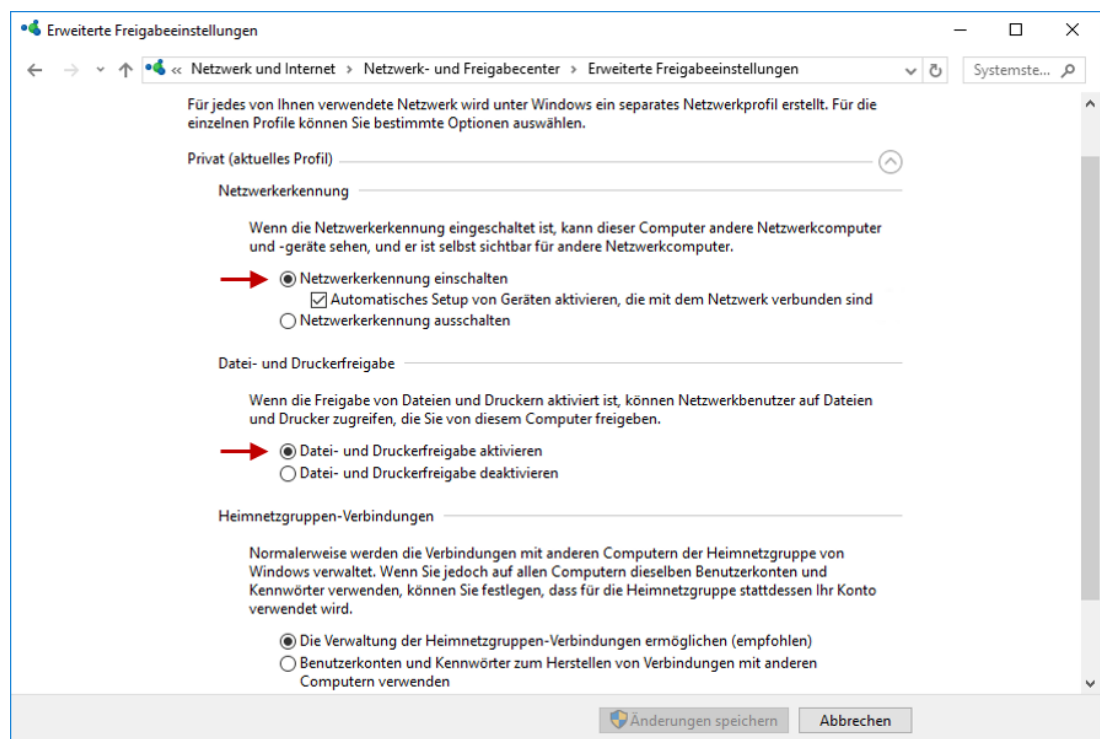 Erweiterte Freigabeeinstellungen
« Netzwerk und Internet > Netzwerk- und Freigabecenter > Erweiterte Freigabeeinstellungen
Systemste...
Für jedes von Ihnen verwendete Netzwerk wird unter Windows ein separates Netzwerkprofil erstellt. Für die
einzelnen Profile können Sie bestimmte Optionen auswählen.
Privat (aktuelles Profil)
Netzwerkerkennung
Wenn die Netzwerkerkennung eingeschaltet ist, kann dieser Computer andere Netzwerkcomputer
und -geräte sehen, und er ist selbst sichtbar für andere Netzwerkcomputer.
Netzwerkerkennung einschalten
Automatisches Setup von Geräten aktivieren, die mit dem Netzwerk verbunden sind
Netzwerkerkennung ausschalten
Datei- und Druckerfreigabe
Wenn die Freigabe von Dateien und Druckern aktiviert ist, können Netzwerkbenutzer auf Dateien
und Drucker zugreifen, die Sie von diesem Computer freigeben.
Datei- und Druckerfreigabe aktivieren
Datei- und Druckerfreigabe deaktivieren
Heimnetzgruppen-Verbindungen
Normalerweise werden die Verbindungen mit anderen Computern der Heimnetzgruppe von
Windows verwaltet. Wenn Sie jedoch auf allen Computern dieselben Benutzerkonten und
Kennwörter verwenden, können Sie festlegen, dass für die Heimnetzgruppe stattdessen Ihr Konto
verwendet wird.
Die Verwaltung der Heimnetzgruppen-Verbindungen ermöglichen (empfohlen)
Benutzerkonten und Kennwörter zum Herstellen von Verbindungen mit anderen
Computern verwenden
Änderungen speichern
Abbrechen